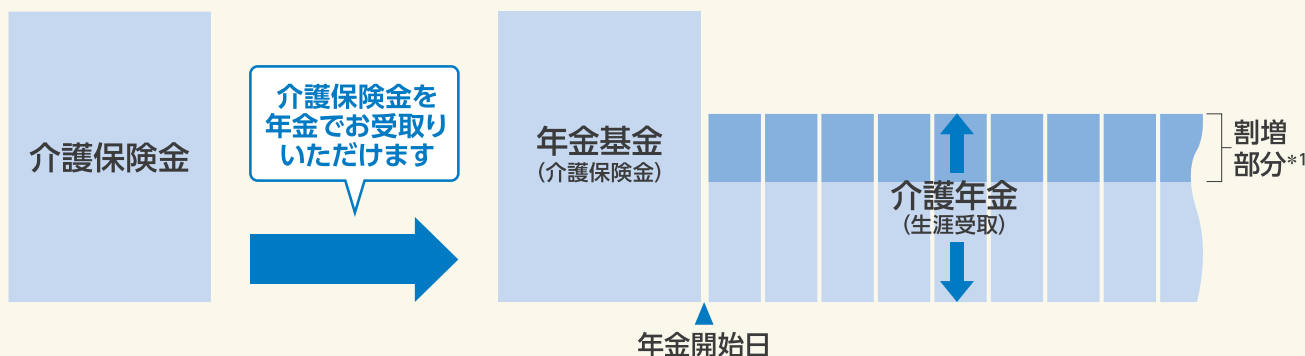 介護保険金
介護保険金を
年金でお受取り
いただけます
年金基金
（介護保険金）
介護年金
（生涯受取）
割増
部分*1
年金開始日